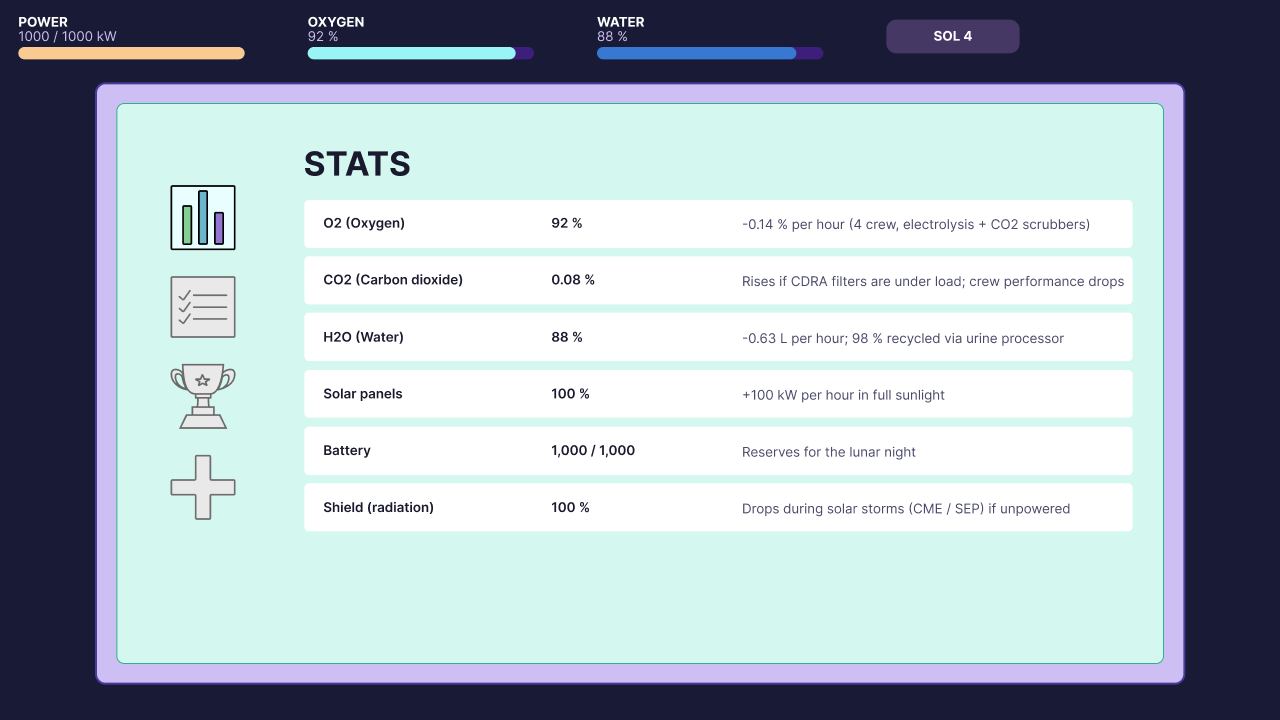 POWER
1000 / 1000 kW
OXYGEN
92 %
WATER
88 %
SOL 4
STATS
O2 (Oxygen) 92 % -0.14 % per hour (4 crew, electrolysis + CO2 scrubbers)
CO2 (Carbon dioxide) 0.08 % Rises if CDRA filters are under load; crew performance drops
H2O (Water) 88 % -0.63 L per hour; 98 % recycled via urine processor
Solar panels 100 % +100 kW per hour in full sunlight
Battery 1,000 / 1,000 Reserves for the lunar night
Shield (radiation) 100 % Drops during solar storms (CME / SEP) if unpowered